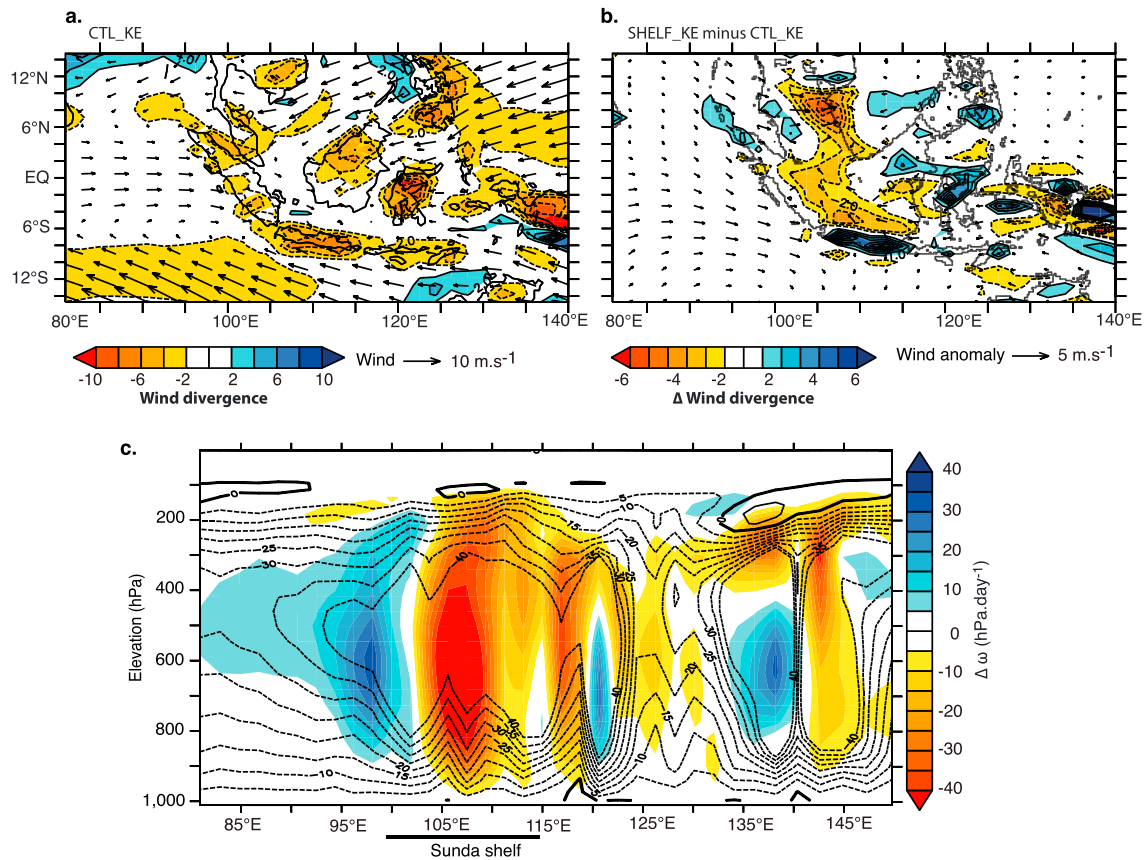 a.
CTL_KE
12°N
6°N
EQ
6°S
12°S
80°E 100°E 120°E 140°E
-10 -6 -2 2 6 10
Wind divergence
Wind 10 m.s-1
b.
SHELF_KE minus CTL_KE
80°E 100°E 120°E 140°E
-6 -4 -2 2 4 6
Δ Wind divergence
Wind anomaly 5 m.s-1
c.
Elevation (hPa)
200
400
600
800
1,000
85°E 95°E 105°E 115°E 125°E 135°E 145°E
Sunda shelf
40
30
20
10
0
-10
-20
-30
-40
Δ ω (hPa.day-1)